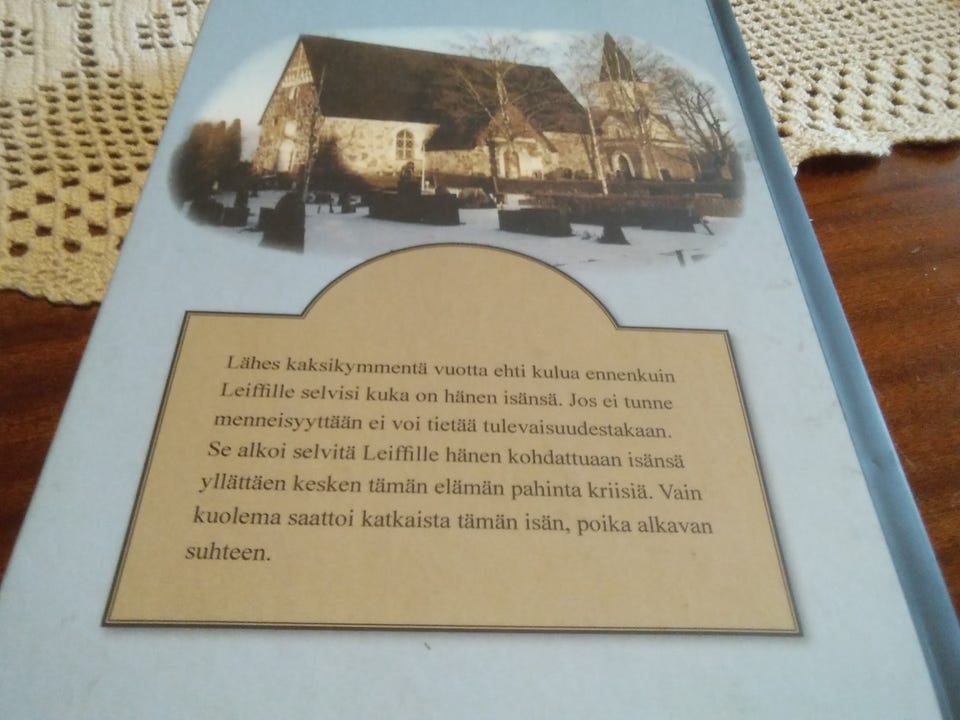 Lähes kaksikymmentä vuotta ehti kulua ennenkuin
Leiffille selvisi kuka on hänen isänsä. Jos ei tunne
menneisyyttään ei voi tietää tulevaisuudestakaan.
Se alkoi selvitä Leiffille hänen kohdattuaan isänsä
yllättäen kesken tämän elämän pahinta kriisiä. Vain
kuolema saattoi katkaista tämän isän, poika alkavan
suhteen.